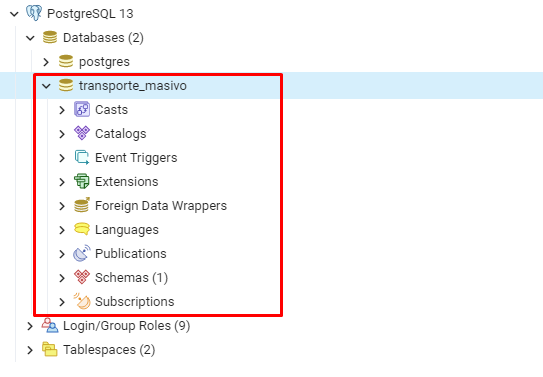 PostgreSQL 13
Databases (2)
postgres
transporte_masivo
Casts
Catalogs
Event Triggers
Extensions
Foreign Data Wrappers
Languages
Publications
Schemas (1)
Subscriptions
Login/Group Roles (9)
Tablespaces (2)